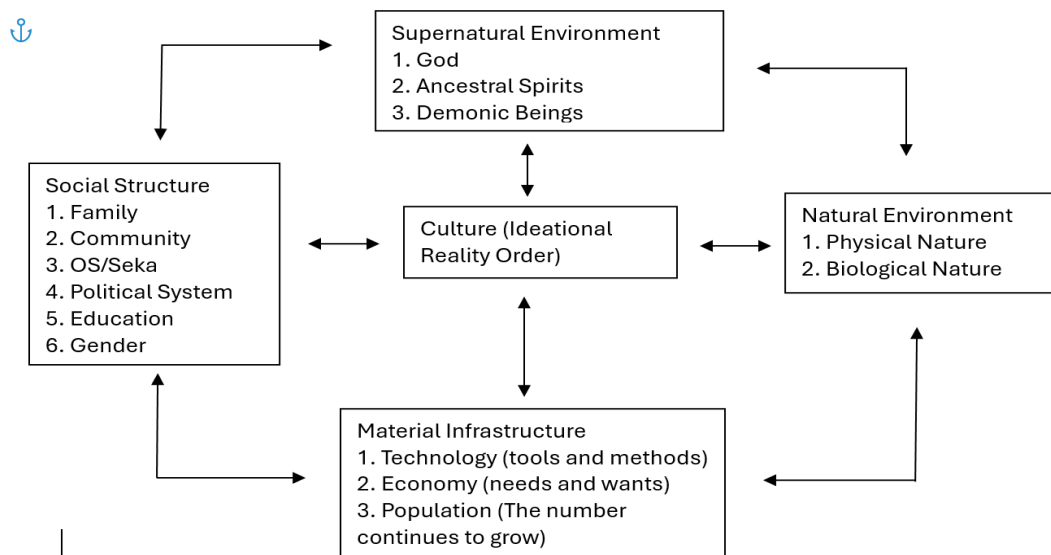 Supernatural Environment
1. God
2. Ancestral Spirits
3. Demonic Beings
Social Structure
1. Family
2. Community
3. OS/Seka
4. Political System
5. Education
6. Gender
Culture (Ideational
Reality Order)
Natural Environment
1. Physical Nature
2. Biological Nature
Material Infrastructure
1. Technology (tools and methods)
2. Economy (needs and wants)
3. Population (The number
continues to grow)